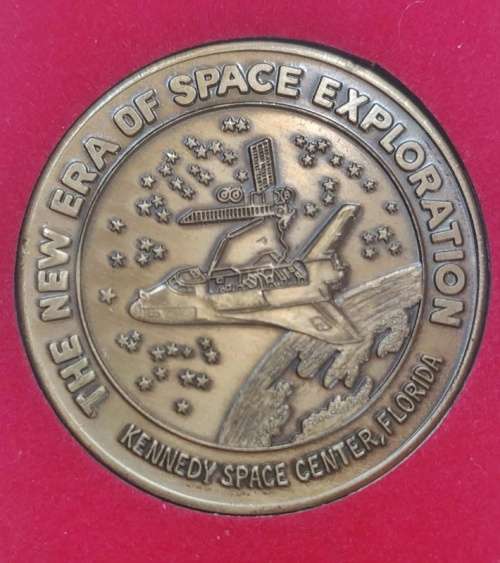 THE NEW ERA OF SPACE EXPLORATION
KENNEDY SPACE CENTER, FLORIDA